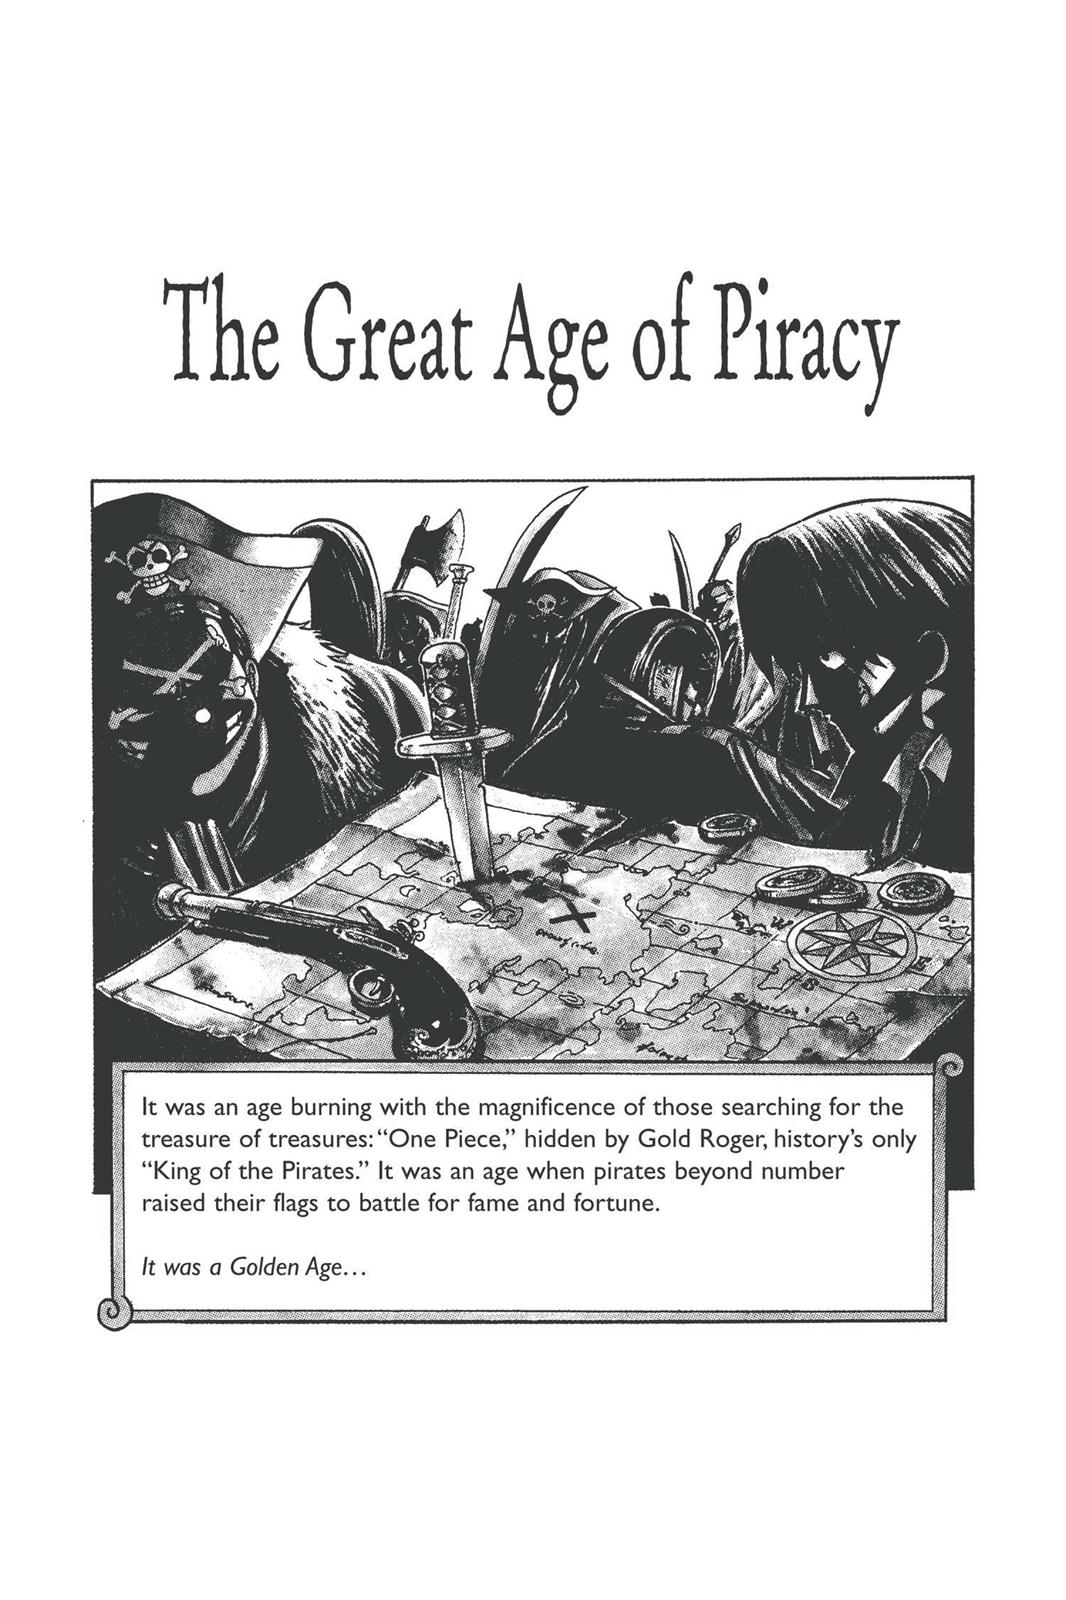 The Great Age of Piracy
X
W
E
S
It was an age burning with the magnificence of those searching for the
treasure of treasures: “One Piece,” hidden by Gold Roger, history’s only
“King of the Pirates.” It was an age when pirates beyond number
raised their flags to battle for fame and fortune.
It was a Golden Age…